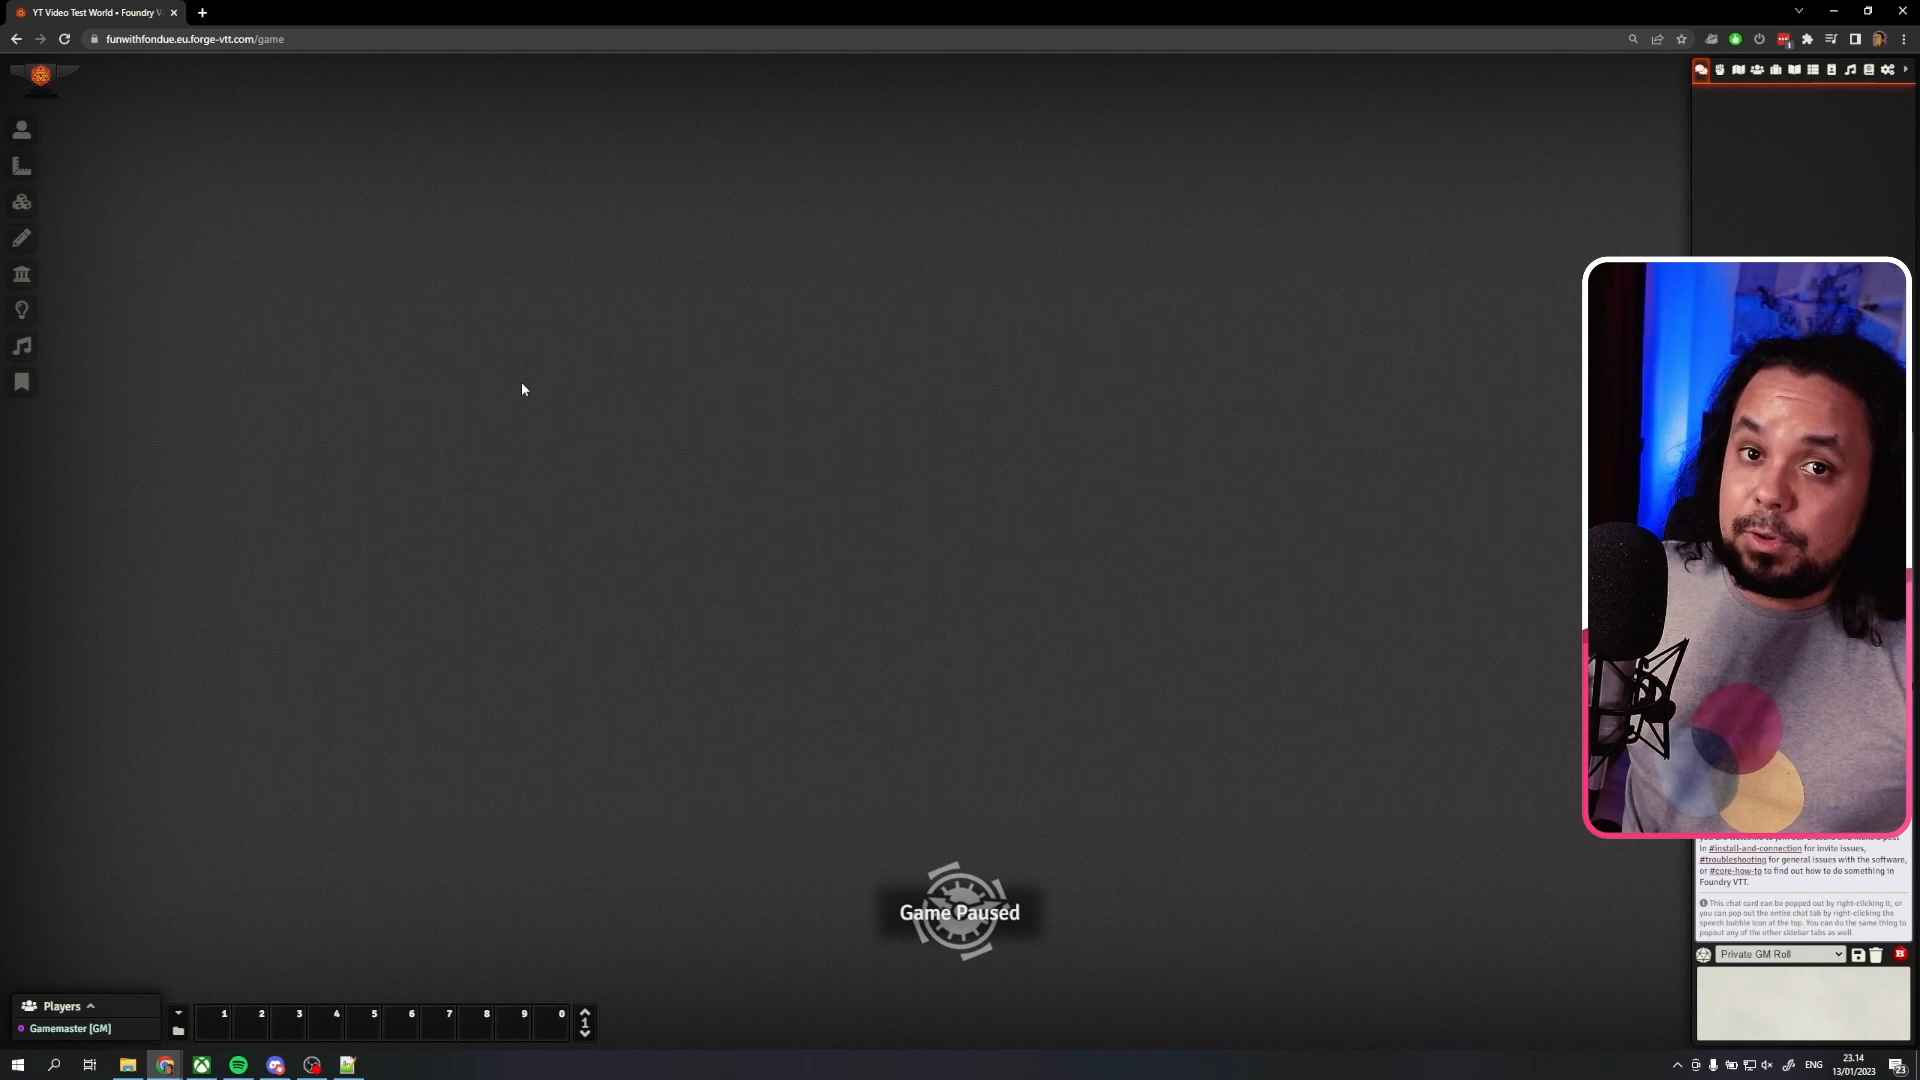 YT Video Test World • Foundry V
funwithfondue.eu.forge-vtt.com/game
1
in #install-and-connection for invite issues,
#troubleshooting for general issues with the software,
or #core-how-to to find out how to do something in
Foundry VTT.
This chat card can be popped out by right-clicking it, or
you can pop out the entire chat tab by right-clicking the
speech bubble icon at the top. You can do the same thing to
popout any of the other sidebar tabs as well.
Game Paused
Private GM Roll
B
Players
Gamemaster [GM]
1 2 3 4 5 6 7 8 9 0
1
ENG
23.14
13/01/2023
23